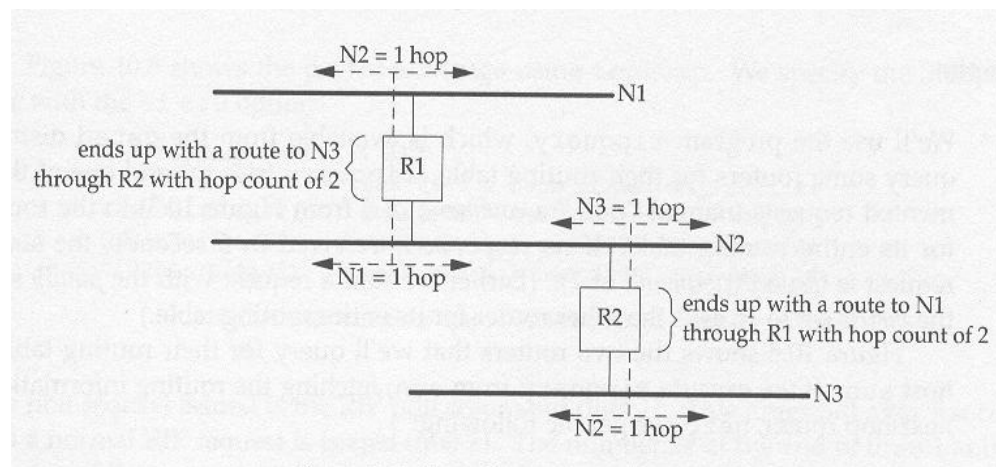 N2 = 1 hop
N1
ends up with a route to N3
through R2 with hop count of 2
R1
N3 = 1 hop
N2
N1 = 1 hop
R2
ends up with a route to N1
through R1 with hop count of 2
N3
N2 = 1 hop